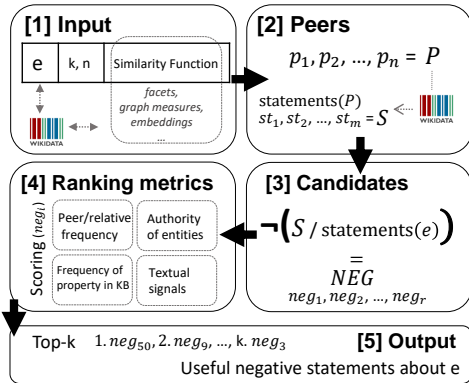 [1] Input
e
k, n
Similarity Function
facets,
graph measures,
embeddings
...
WIKIDATA
[2] Peers
p₁, p₂, ..., pₙ = P
statements(P)
st₁, st₂, ..., stₘ = S
WIKIDATA
[3] Candidates
¬(S / statements(e))
=
NEG
neg₁, neg₂, ..., negᵣ
[4] Ranking metrics
Scoring (negᵢ)
Peer/relative
frequency
Authority
of entities
Frequency of
property in KB
Textual
signals
[5] Output
Top-k 1. neg₅₀, 2. neg₉, ..., k. neg₃
Useful negative statements about e